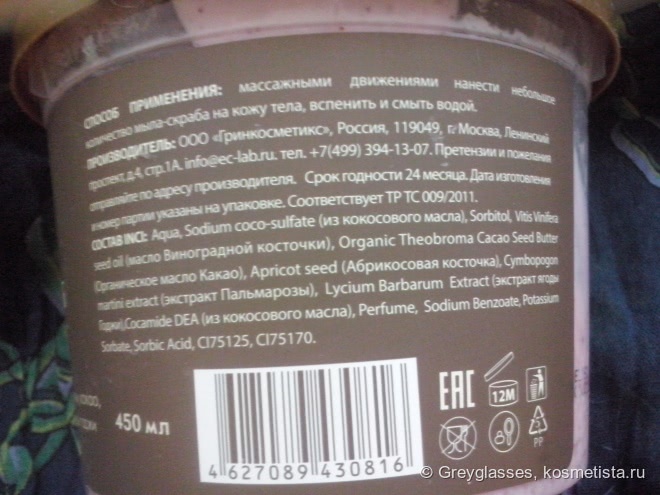 СПОСОБ ПРИМЕНЕНИЯ: массажными движениями нанести небольшое
количество мыла-скраба на кожу тела, вспенить и смыть водой.
ПРОИЗВОДИТЕЛЬ: ООО «Гринкосметикс», Россия, 119049, г. Москва, Ленинский
проспект, д.4, стр.1А. info@ec-lab.ru. тел. +7(499) 394-13-07. Претензии и пожелания
отправляйте по адресу производителя. Срок годности 24 месяца. Дата изготовления
и номер партии указаны на упаковке. Соответствует ТР ТС 009/2011.
СОСТАВ INCI: Aqua, Sodium coco-sulfate (из кокосового масла), Sorbitol, Vitis Vinifera
seed oil (масло Виноградной косточки), Organic Theobroma Cacao Seed Butter
(Органическое масло Какао), Apricot seed (Абрикосовая косточка), Cymbopogon
martini extract (экстракт Пальмарозы), Lycium Barbarum Extract (экстракт ягоды
Годжи),Cocamide DEA (из кокосового масла), Perfume, Sodium Benzoate, Potassium
Sorbate, Sorbic Acid, CI75125, CI75170.
450 мл
EAC
12M
PP
4 627089 430816
© Greyglasses, kosmetista.ru